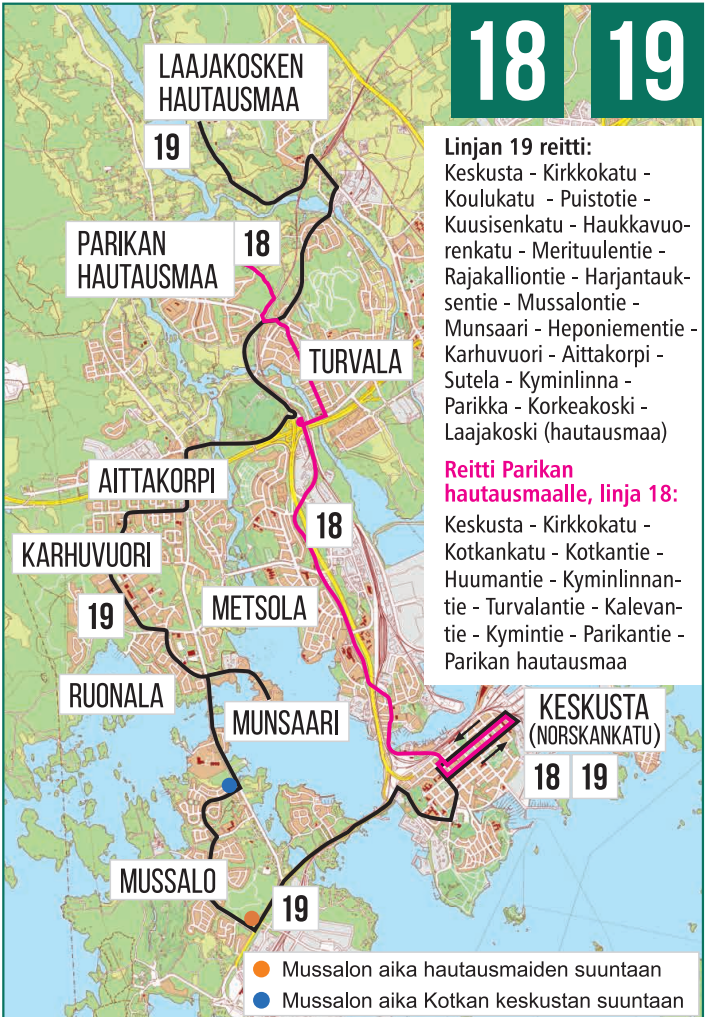 18 19
LAAJAKOSKEN
HAUTAUSMAA
19
PARIKAN
HAUTAUSMAA
18
TURVALA
AITTAKORPI
18
KARHUVUORI
METSOLA
19
RUONALA
MUNSAARI
KESKUSTA
(NORSKANKATU)
18 19
MUSSALO
19
Linjan 19 reitti:
Keskusta - Kirkkokatu -
Koulukatu - Puistotie -
Kuusisenkatu - Haukkavuo-
renkatu - Merituulentie -
Rajakalliontie - Harjantauk-
sentie - Mussalontie -
Munsaari - Heponiementie -
Karhuvuori - Aittakorpi -
Sutela - Kyminlinna -
Parikka - Korkeakoski -
Laajakoski (hautausmaa)
Reitti Parikan
hautausmaalle, linja 18:
Keskusta - Kirkkokatu -
Kotkankatu - Kotkantie -
Huumantie - Kyminlinnan-
tie - Turvalantie - Kalevan-
tie - Kymintie - Parikantie -
Parikan hautausmaa
Mussalon aika hautausmaiden suuntaan
Mussalon aika Kotkan keskustan suuntaan